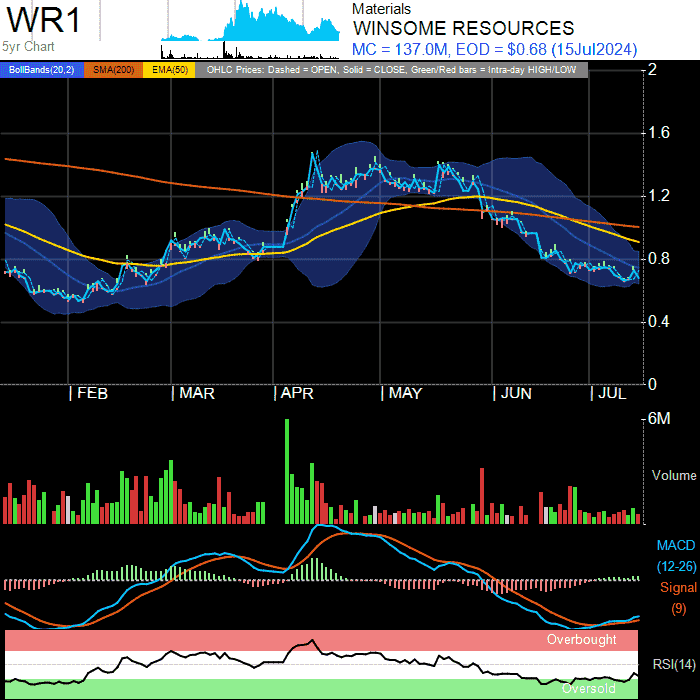 WR1
5yr Chart
Materials
WINSOME RESOURCES
MC = 137.0M, EOD = $0.68 (15Jul2024)
BollBands(20,2) SMA(200) EMA(50) OHLC Prices: Dashed = OPEN, Solid = CLOSE, Green/Red bars = Intra-day HIGH/LOW
2
1.6
1.2
0.8
0.4
0
| FEB | MAR | APR | MAY | JUN | JUL
6M
Volume
MACD
(12-26)
Signal
(9)
Overbought
RSI(14)
Oversold